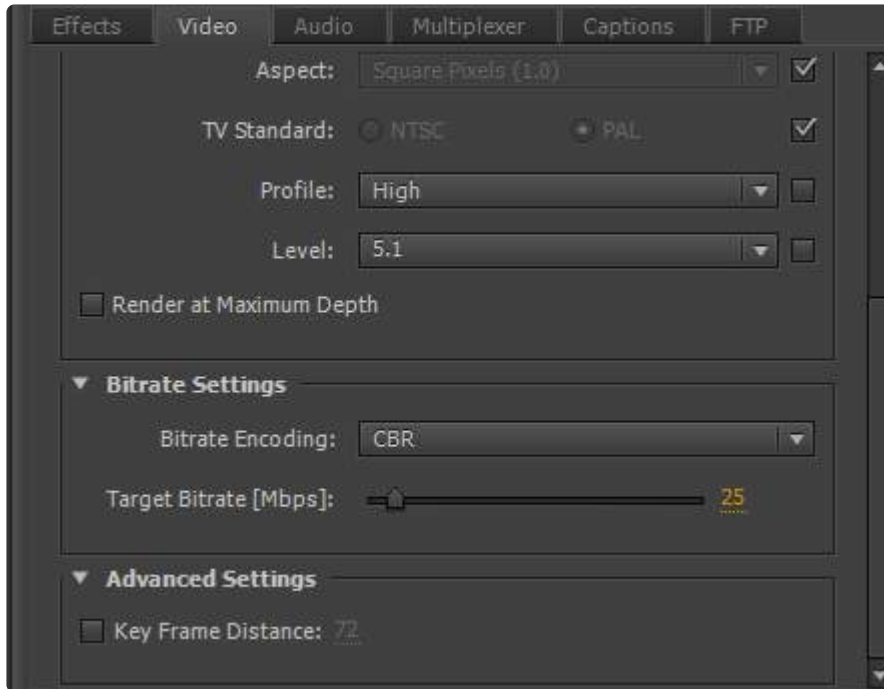 Effects Video Audio Multiplexer Captions FTP
Aspect: Square Pixels (1.0)
TV Standard: NTSC PAL
Profile: High
Level: 5.1
Render at Maximum Depth
Bitrate Settings
Bitrate Encoding: CBR
Target Bitrate [Mbps]: 25
Advanced Settings
Key Frame Distance: 72